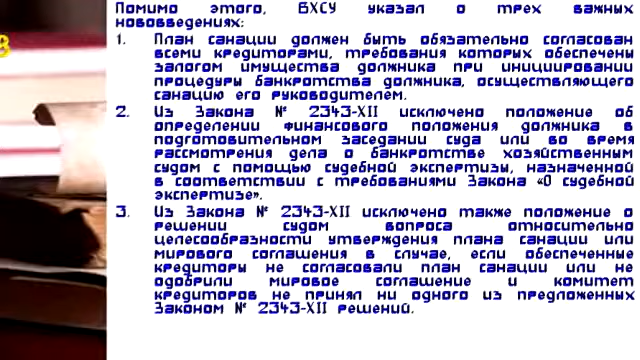 Помимо этого, ВХСУ указал о трех важных
нововведениях:
1. План санации должен быть обязательно согласован
всеми кредиторами, требования которых обеспечены
залогом имущества должника при инициировании
процедуры банкротства должника, осуществляющего
санацию его руководителем.
2. Из Закона № 2343-XII исключено положение об
определении финансового положения должника в
подготовительном заседании суда или во время
рассмотрения дела о банкротстве хозяйственным
судом с помощью судебной экспертизы, назначенной
в соответствии с требованиями Закона «О судебной
экспертизе».
3. Из Закона № 2343-XII исключено также положение о
решении судом вопроса относительно
целесообразности утверждения плана санации или
мирового соглашения в случае, если обеспеченные
кредиторы не согласовали план санации или не
одобрили мировое соглашение и комитет
кредиторов не принял ни одного из предложенных
Законом № 2343-XII решений.